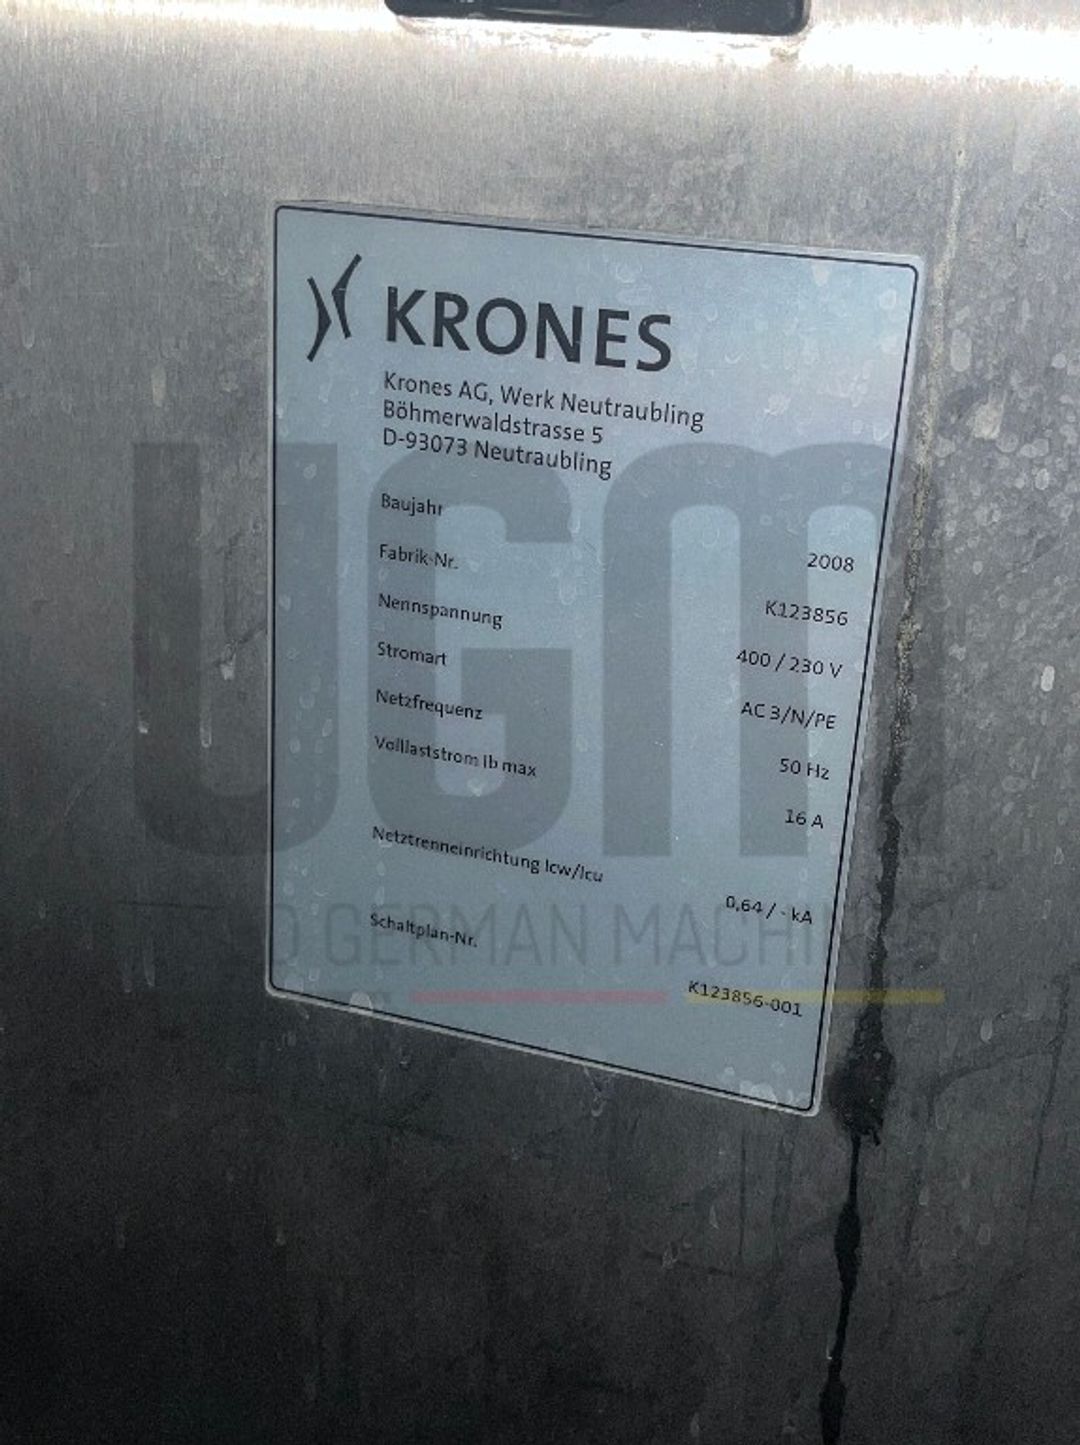 KRONES
Krones AG, Werk Neutraubling
Böhmerwaldstrasse 5
D-93073 Neutraubling
Baujahr 2008
Fabrik-Nr. K123856
Nennspannung 400 / 230 V
Stromart AC 3/N/PE
Netzfrequenz 50 Hz
Volllaststrom Ib max 16 A
Netztrenneinrichtung Icw/Icu 0,64 / - kA
Schaltplan-Nr. K123856-001
UGM
GERMAN MACHINES